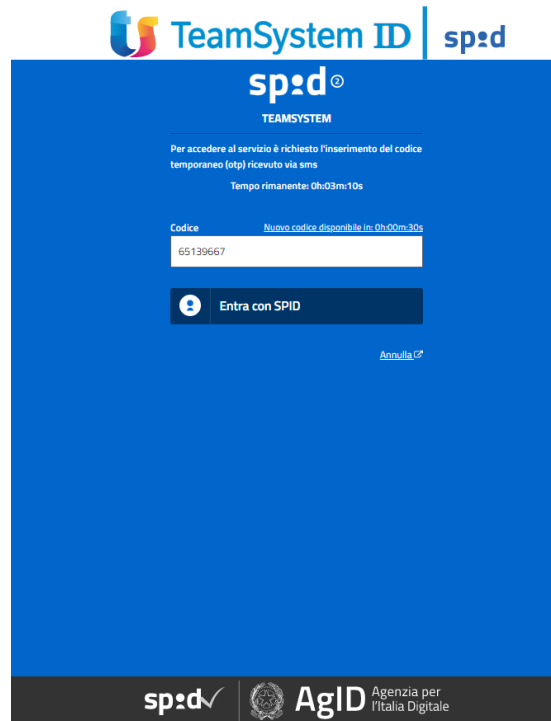 TeamSystem ID spid
spid 2
TEAMSYSTEM
Per accedere al servizio è richiesto l'inserimento del codice
temporaneo (otp) ricevuto via sms
Tempo rimanente: 0h:03m:10s
Codice Nuovo codice disponibile in: 0h:00m:30s
65139667
Entra con SPID
Annulla
spid AgID Agenzia per
l'Italia Digitale